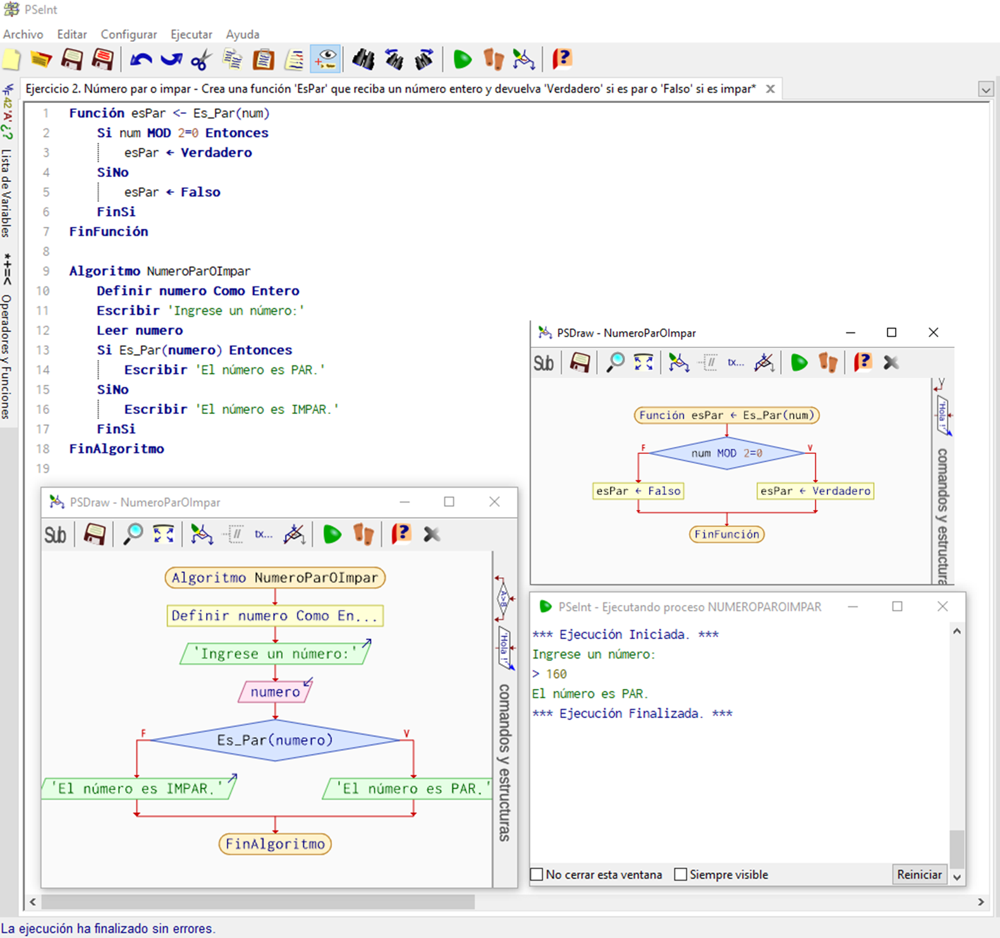 PSeInt
Archivo Editar Configurar Ejecutar Ayuda
Ejercicio 2. Número par o impar - Crea una función 'EsPar' que reciba un número entero y devuelva 'Verdadero' si es par o 'Falso' si es impar*
42 'A' ¿? Lista de Variables
*+=< Operadores y Funciones
1 Función esPar <- Es_Par(num)
2 Si num MOD 2=0 Entonces
3 esPar ← Verdadero
4 SiNo
5 esPar ← Falso
6 FinSi
7 FinFunción
8
9 Algoritmo NumeroParOImpar
10 Definir numero Como Entero
11 Escribir 'Ingrese un número:'
12 Leer numero
13 Si Es_Par(numero) Entonces
14 Escribir 'El número es PAR.'
15 SiNo
16 Escribir 'El número es IMPAR.'
17 FinSi
18 FinAlgoritmo
19
PSDraw - NumeroParOImpar
Sub // tx...
Función esPar ← Es_Par(num)
num MOD 2=0
F
V
esPar ← Falso
esPar ← Verdadero
FinFunción
'Hola !'
comandos y estructura
PSDraw - NumeroParOImpar
Sub // tx...
Algoritmo NumeroParOImpar
Definir numero Como En...
'Ingrese un número:'
numero
Es_Par(numero)
F
V
'El número es IMPAR.'
'El número es PAR.'
FinAlgoritmo
A>B
'Hola !'
comandos y estructuras
PSeInt - Ejecutando proceso NUMEROPAROIMPAR
*** Ejecución Iniciada. ***
Ingrese un número:
> 160
El número es PAR.
*** Ejecución Finalizada. ***
No cerrar esta ventana
Siempre visible
Reiniciar
La ejecución ha finalizado sin errores.